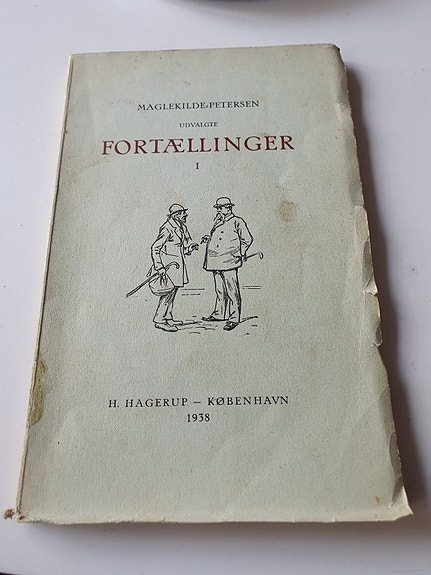 MAGLEKILDE-PETERSEN
UDVALGTE
FORTÆLLINGER
I
H. HAGERUP – KØBENHAVN
1938